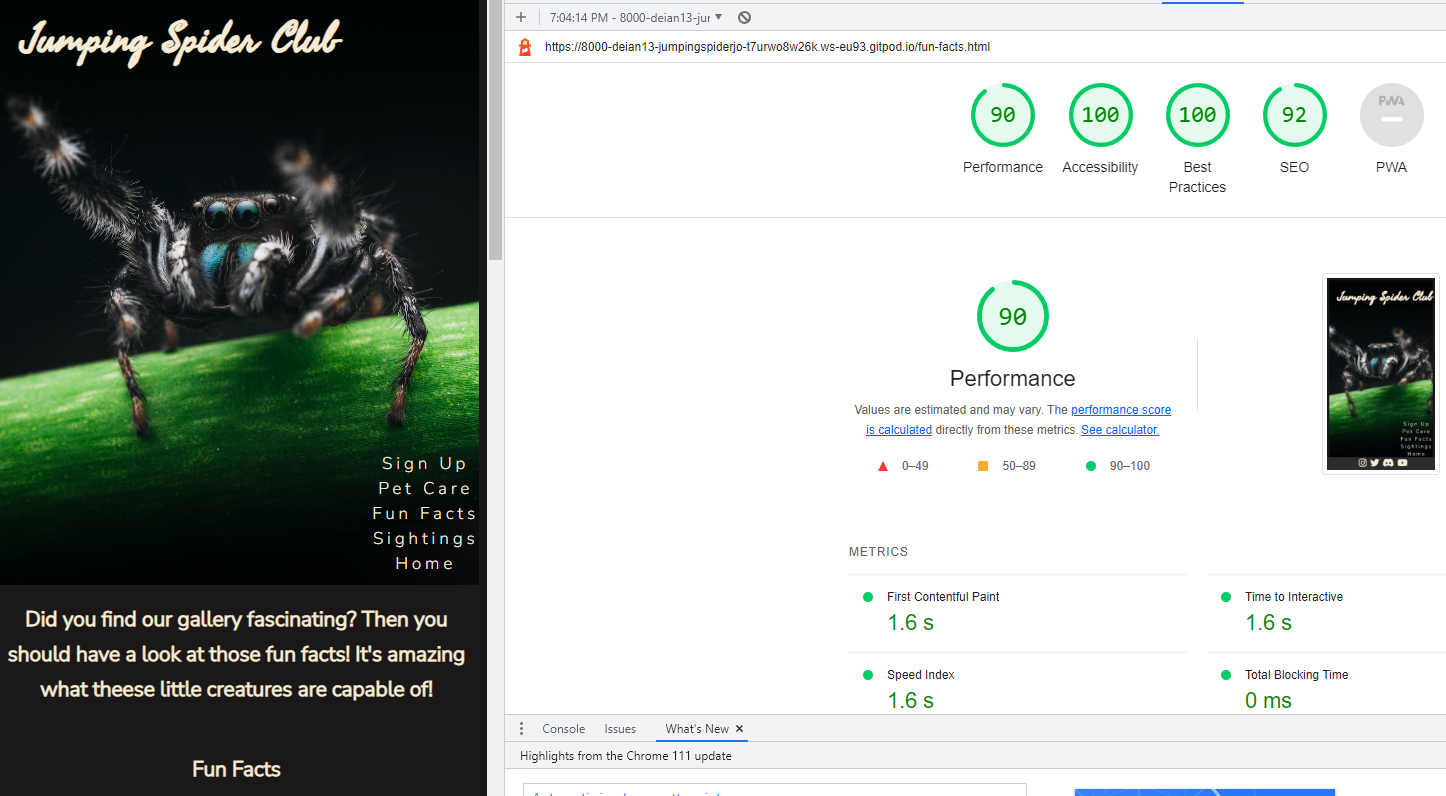 Jumping Spider Club
Sign Up
Pet Care
Fun Facts
Sightings
Home
Did you find our gallery fascinating? Then you
should have a look at those fun facts! It's amazing
what theese little creatures are capable of!
Fun Facts
7:04:14 PM - 8000-deian13-jur
https://8000-deian13-jumpingspiderjo-t7urwo8w26k.ws-eu93.gitpod.io/fun-facts.html
90
100
100
92
PWA
Performance
Accessibility
Best
Practices
SEO
PWA
90
Performance
Values are estimated and may vary. The performance score
is calculated directly from these metrics. See calculator.
0–49
50–89
90–100
Jumping Spider Club
Sign Up
Pet Care
Fun Facts
Sightings
Home
METRICS
First Contentful Paint
1.6 s
Time to Interactive
1.6 s
Speed Index
1.6 s
Total Blocking Time
0 ms
Console
Issues
What's New
Highlights from the Chrome 111 update